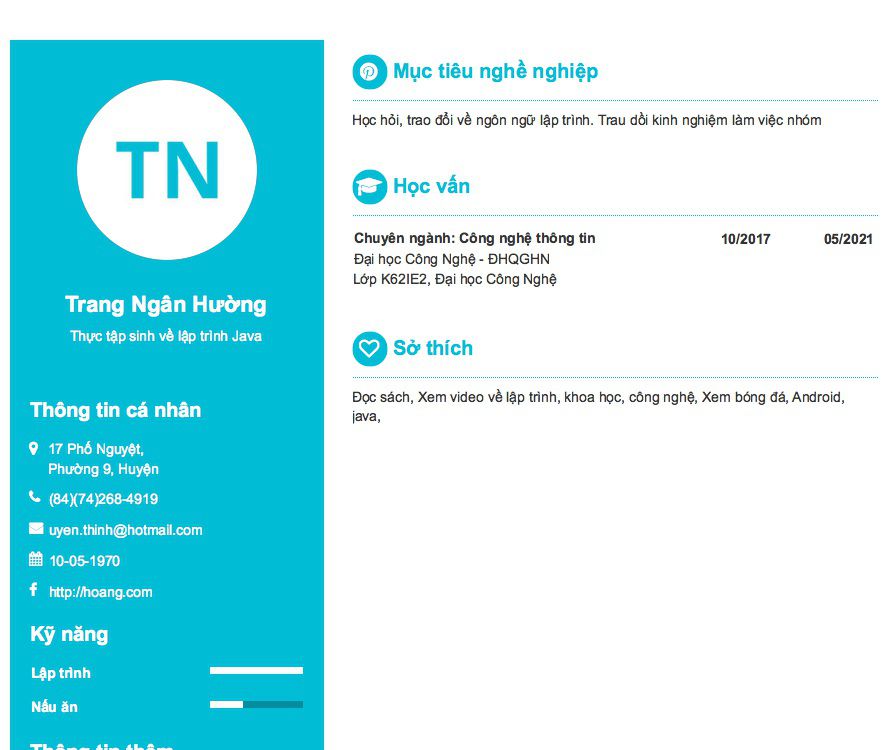 TN
Trang Ngân Hường
Thực tập sinh về lập trình Java
Thông tin cá nhân
17 Phố Nguyệt,
Phường 9, Huyện
(84)(74)268-4919
uyen.thinh@hotmail.com
10-05-1970
http://hoang.com
Kỹ năng
Lập trình
Nấu ăn
Thông tin thêm
Mục tiêu nghề nghiệp
Học hỏi, trao đổi về ngôn ngữ lập trình. Trau dồi kinh nghiệm làm việc nhóm
Học vấn
Chuyên ngành: Công nghệ thông tin 10/2017 05/2021
Đại học Công Nghệ - ĐHQGHN
Lớp K62IE2, Đại học Công Nghệ
Sở thích
Đọc sách, Xem video về lập trình, khoa học, công nghệ, Xem bóng đá, Android,
java,